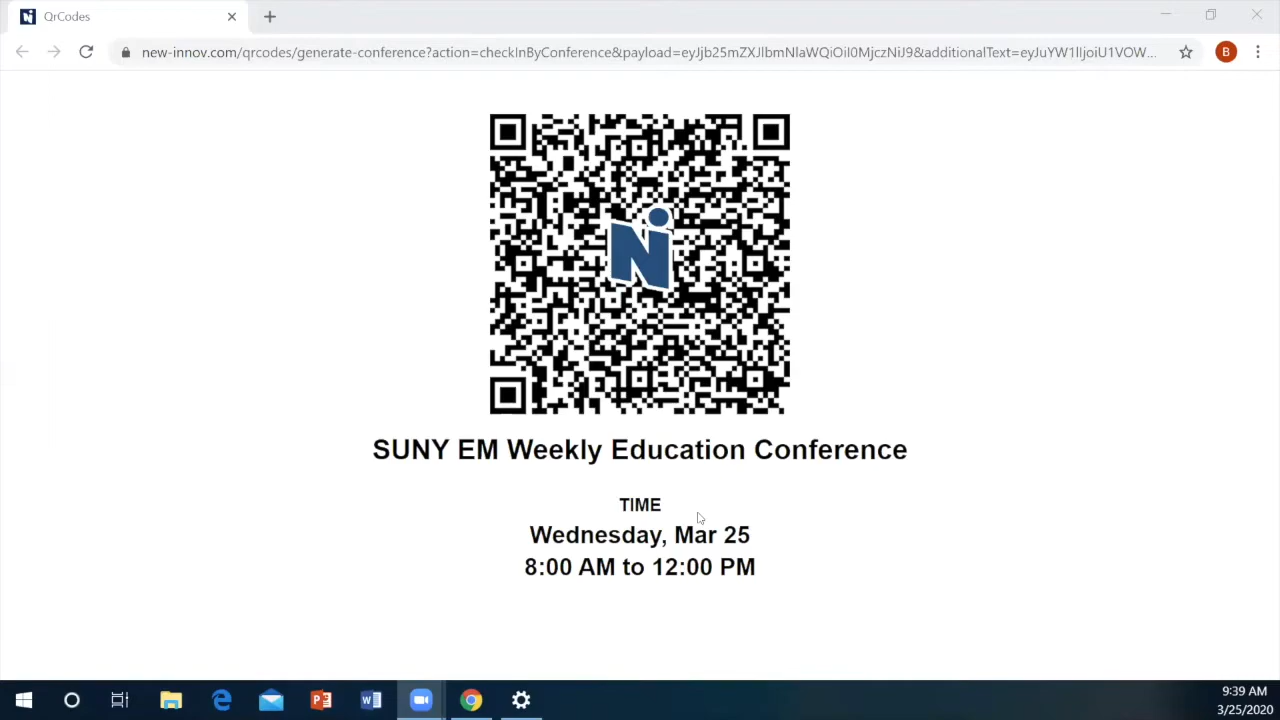 QrCodes
new-innov.com/qrcodes/generate-conference?action=checkInByConference&payload=eyJjb25mZXJlbmNlaWQiOiI0MjczNiJ9&additionalText=eyJuYW1lIjoiU1VOW...
B
Ni
SUNY EM Weekly Education Conference
TIME
Wednesday, Mar 25
8:00 AM to 12:00 PM
9:39 AM
3/25/2020